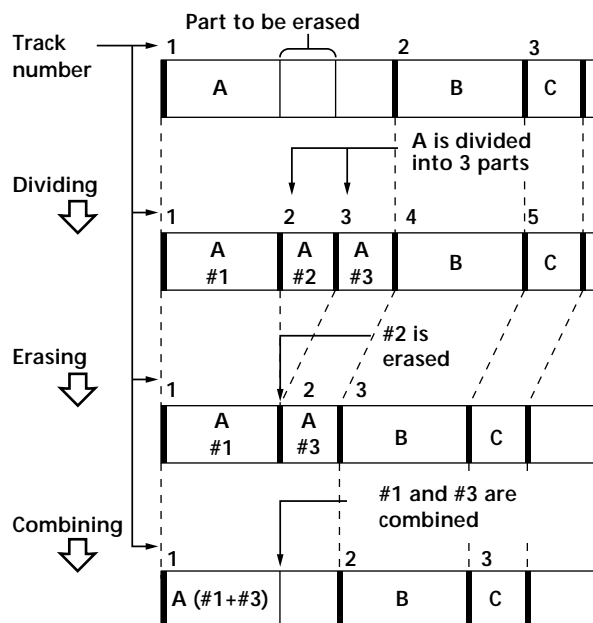 Part to be erased
Track number
1 2 3
A B C
A is divided into 3 parts
Dividing
1 2 3 4 5
A #1 A #2 A #3 B C
#2 is erased
Erasing
1 2 3
A #1 A #3 B C
#1 and #3 are combined
Combining
1 2 3
A (#1+#3) B C